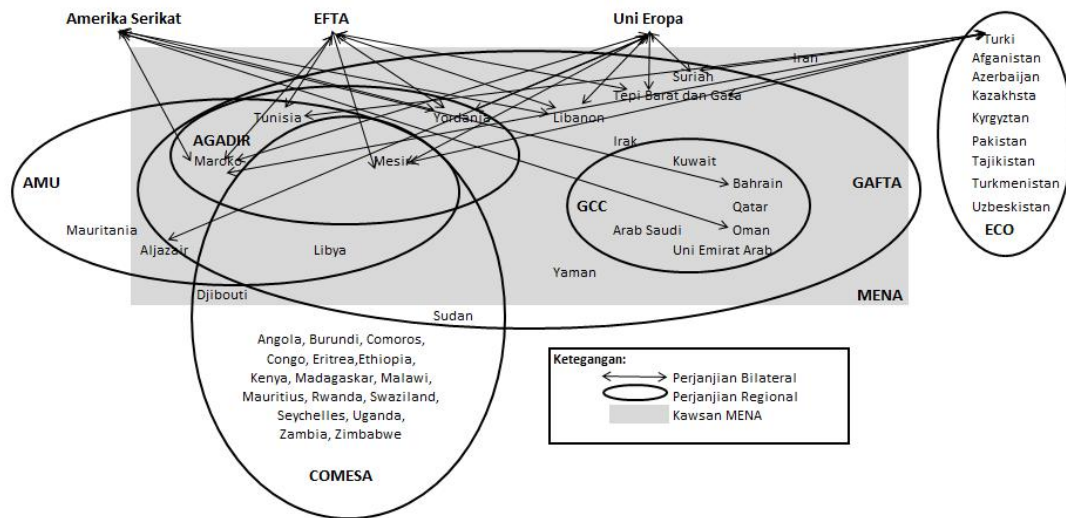 Amerika Serikat
EFTA
Uni Eropa
Turki
Iran
Afganistan
Suriah
Azerbaijan
Tepi Barat dan Gaza
Kazakhsta
Tunisia
Yordania
Libanon
Kyrgyztan
AGADIR
Irak
Pakistan
Maroko
Mesir
Kuwait
Tajikistan
AMU
Bahrain
GAFTA
Turkmenistan
GCC
Qatar
Uzbeskistan
Mauritania
Arab Saudi
Oman
ECO
Aljazair
Libya
Uni Emirat Arab
Yaman
Djibouti
MENA
Sudan
Angola, Burundi, Comoros,
Congo, Eritrea,Ethiopia,
Kenya, Madagaskar, Malawi,
Mauritius, Rwanda, Swaziland,
Seychelles, Uganda,
Zambia, Zimbabwe
COMESA
Ketegangan:
Perjanjian Bilateral
Perjanjian Regional
Kawsan MENA